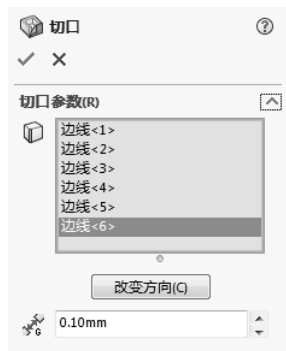 切口
切口参数(R)
边线<1>
边线<2>
边线<3>
边线<4>
边线<5>
边线<6>
改变方向(C)
G
0.10mm